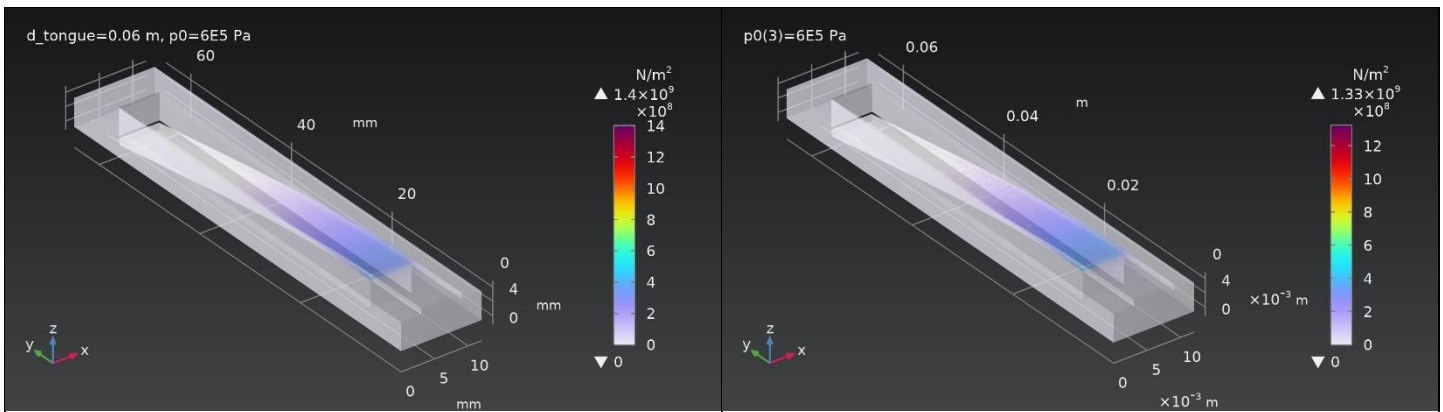 d_tongue=0.06 m, p0=6E5 Pa
60
40
mm
20
0
4
0
mm
10
5
0
mm
z
y
x
N/m²
▲ 1.4×10⁹
×10⁸
14
12
10
8
6
4
2
0
▼ 0
p0(3)=6E5 Pa
0.06
m
0.04
0.02
0
4
0
×10⁻³ m
10
5
0
×10⁻³ m
z
y
x
N/m²
▲ 1.33×10⁹
×10⁸
12
10
8
6
4
2
0
▼ 0